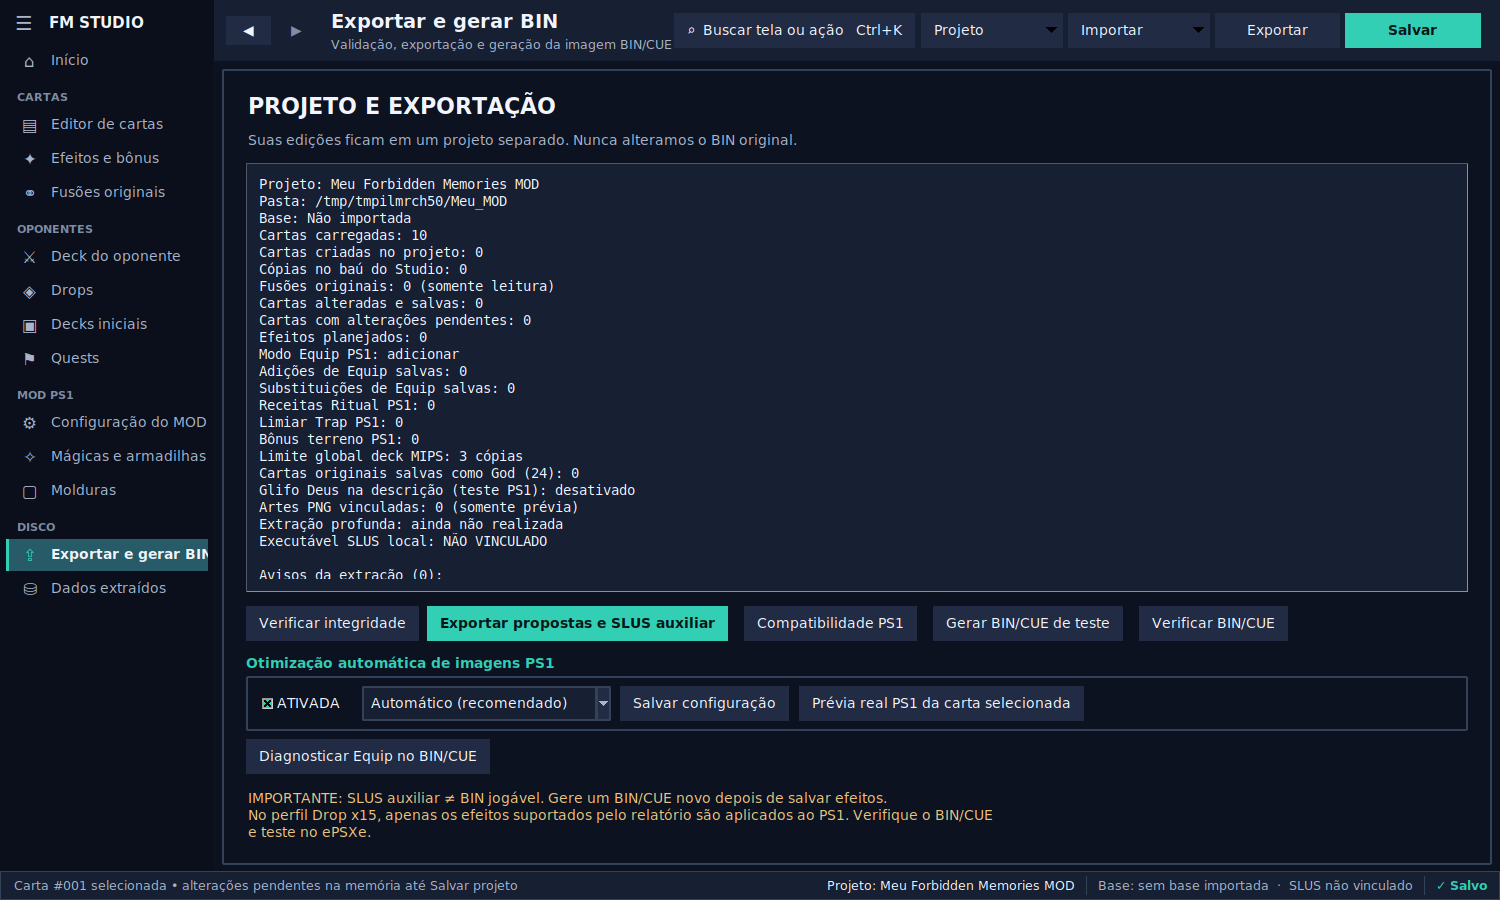 FM STUDIO
Início
CARTAS
Editor de cartas
Efeitos e bônus
Fusões originais
OPONENTES
Deck do oponente
Drops
Decks iniciais
Quests
MOD PS1
Configuração do MOD
Mágicas e armadilhas
Molduras
DISCO
Exportar e gerar BIN
Dados extraídos
Exportar e gerar BIN
Validação, exportação e geração da imagem BIN/CUE
Buscar tela ou ação Ctrl+K
Projeto
Importar
Exportar
Salvar
PROJETO E EXPORTAÇÃO
Suas edições ficam em um projeto separado. Nunca alteramos o BIN original.
Projeto: Meu Forbidden Memories MOD
Pasta: /tmp/tmpilmrch50/Meu_MOD
Base: Não importada
Cartas carregadas: 10
Cartas criadas no projeto: 0
Cópias no baú do Studio: 0
Fusões originais: 0 (somente leitura)
Cartas alteradas e salvas: 0
Cartas com alterações pendentes: 0
Efeitos planejados: 0
Modo Equip PS1: adicionar
Adições de Equip salvas: 0
Substituições de Equip salvas: 0
Receitas Ritual PS1: 0
Limiar Trap PS1: 0
Bônus terreno PS1: 0
Limite global deck MIPS: 3 cópias
Cartas originais salvas como God (24): 0
Glifo Deus na descrição (teste PS1): desativado
Artes PNG vinculadas: 0 (somente prévia)
Extração profunda: ainda não realizada
Executável SLUS local: NÃO VINCULADO
Avisos da extração (0):
Verificar integridade
Exportar propostas e SLUS auxiliar
Compatibilidade PS1
Gerar BIN/CUE de teste
Verificar BIN/CUE
Otimização automática de imagens PS1
ATIVADA
Automático (recomendado)
Salvar configuração
Prévia real PS1 da carta selecionada
Diagnosticar Equip no BIN/CUE
IMPORTANTE: SLUS auxiliar ≠ BIN jogável. Gere um BIN/CUE novo depois de salvar efeitos.
No perfil Drop x15, apenas os efeitos suportados pelo relatório são aplicados ao PS1. Verifique o BIN/CUE
e teste no ePSXe.
Carta #001 selecionada • alterações pendentes na memória até Salvar projeto
Projeto: Meu Forbidden Memories MOD
Base: sem base importada · SLUS não vinculado
✓ Salvo